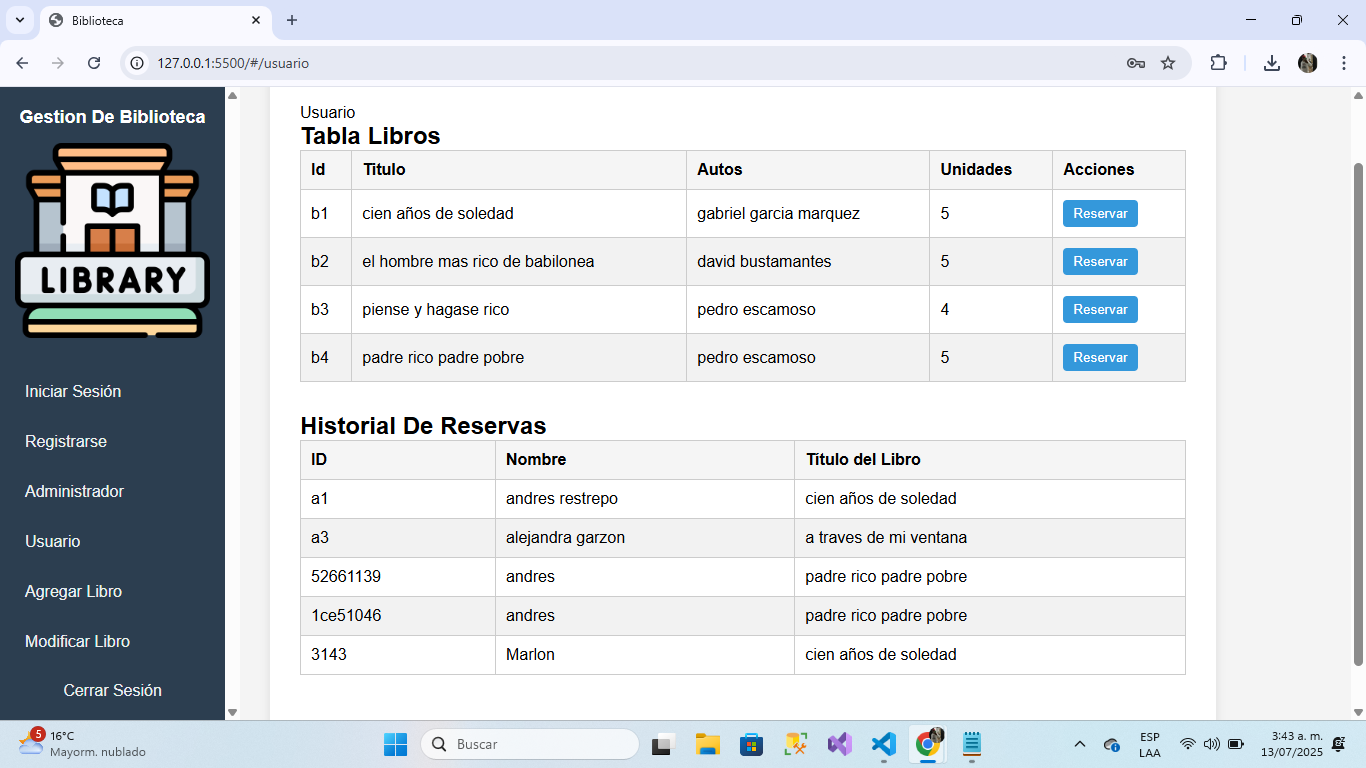 Biblioteca
127.0.0.1:5500/#/usuario
Gestion De Biblioteca
LIBRARY
Iniciar Sesión
Registrarse
Administrador
Usuario
Agregar Libro
Modificar Libro
Cerrar Sesión
Usuario
Tabla Libros
Id Titulo Autos Unidades Acciones
b1 cien años de soledad gabriel garcia marquez 5 Reservar
b2 el hombre mas rico de babilonea david bustamantes 5 Reservar
b3 piense y hagase rico pedro escamoso 4 Reservar
b4 padre rico padre pobre pedro escamoso 5 Reservar
Historial De Reservas
ID Nombre Titulo del Libro
a1 andres restrepo cien años de soledad
a3 alejandra garzon a traves de mi ventana
52661139 andres padre rico padre pobre
1ce51046 andres padre rico padre pobre
3143 Marlon cien años de soledad
5 16°C
Mayorm. nublado
Buscar
ESP
LAA
3:43 a. m.
13/07/2025